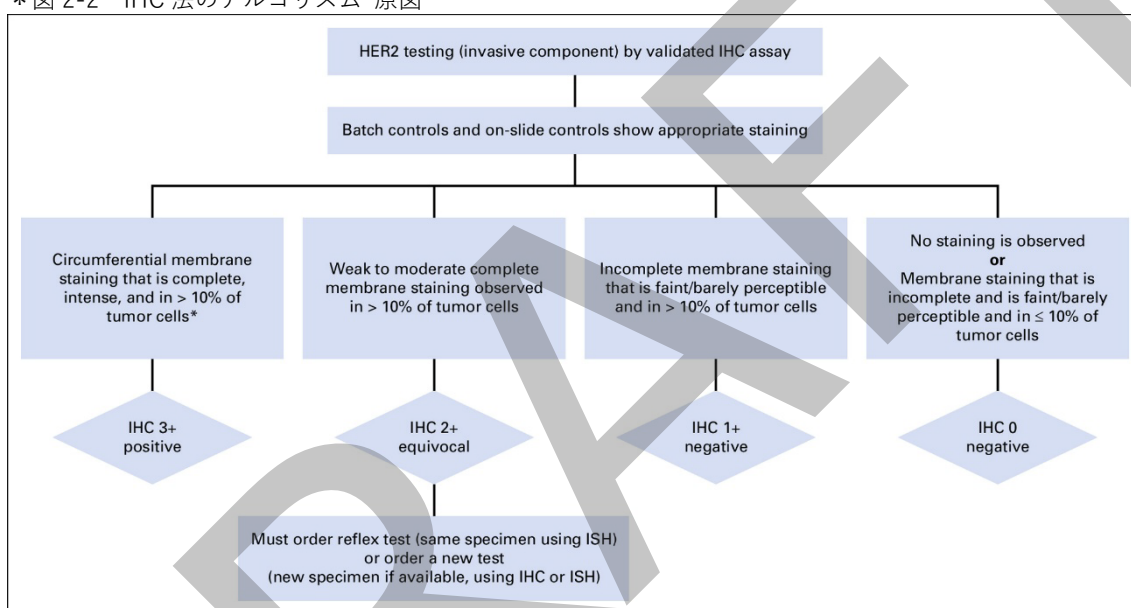 ＊図 2-2　IHC 法のアルゴリズム 原図
HER2 testing (invasive component) by validated IHC assay
Batch controls and on-slide controls show appropriate staining
Circumferential membrane
staining that is complete,
intense, and in > 10% of
tumor cells*
Weak to moderate complete
membrane staining observed
in > 10% of tumor cells
Incomplete membrane staining
that is faint/barely perceptible
and in > 10% of tumor cells
No staining is observed
or
Membrane staining that is
incomplete and is faint/barely
perceptible and in ≤ 10% of
tumor cells
IHC 3+
positive
IHC 2+
equivocal
IHC 1+
negative
IHC 0
negative
Must order reflex test (same specimen using ISH)
or order a new test
(new specimen if available, using IHC or ISH)